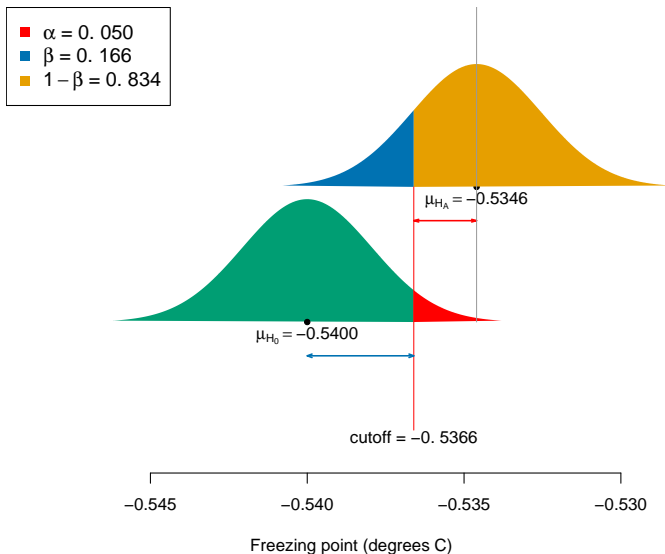 α = 0. 050
β = 0. 166
1 − β = 0. 834
μHA = −0.5346
μH0 = −0.5400
cutoff = −0. 5366
−0.545 −0.540 −0.535 −0.530
Freezing point (degrees C)